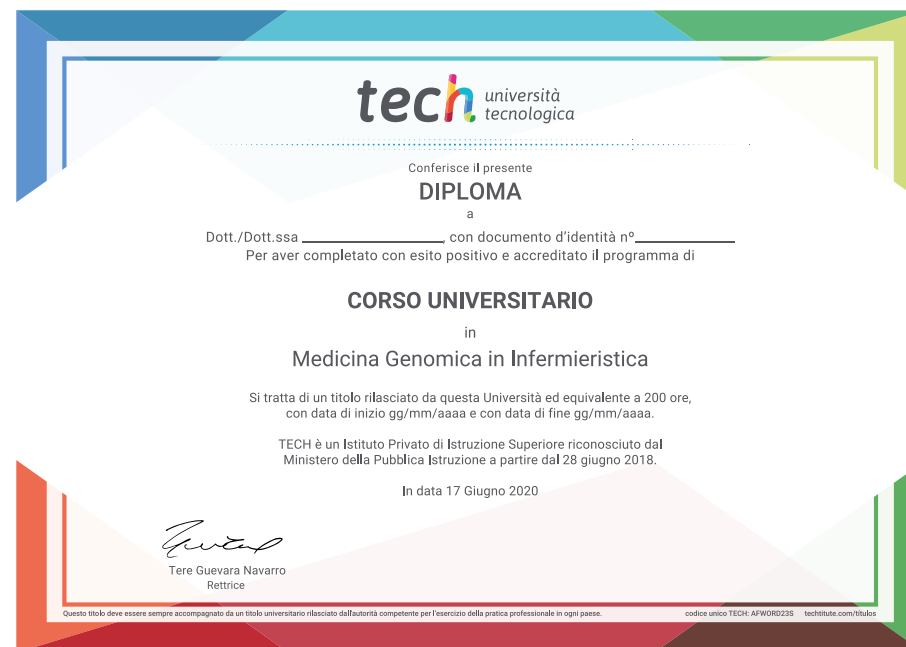 tech università
tecnologica
Conferisce il presente
DIPLOMA
a
Dott./Dott.ssa ________________, con documento d'identità nº____________
Per aver completato con esito positivo e accreditato il programma di
CORSO UNIVERSITARIO
in
Medicina Genomica in Infermieristica
Si tratta di un titolo rilasciato da questa Università ed equivalente a 200 ore,
con data di inizio gg/mm/aaaa e con data di fine gg/mm/aaaa.
TECH è un Istituto Privato di Istruzione Superiore riconosciuto dal
Ministero della Pubblica Istruzione a partire dal 28 giugno 2018.
In data 17 Giugno 2020
Tere Guevara Navarro
Rettrice
Questo titolo deve essere sempre accompagnato da un titolo universitario rilasciato dall'autorità competente per l'esercizio della pratica professionale in ogni paese. codice unico TECH: AFWORD23S techtitute.com/títulos